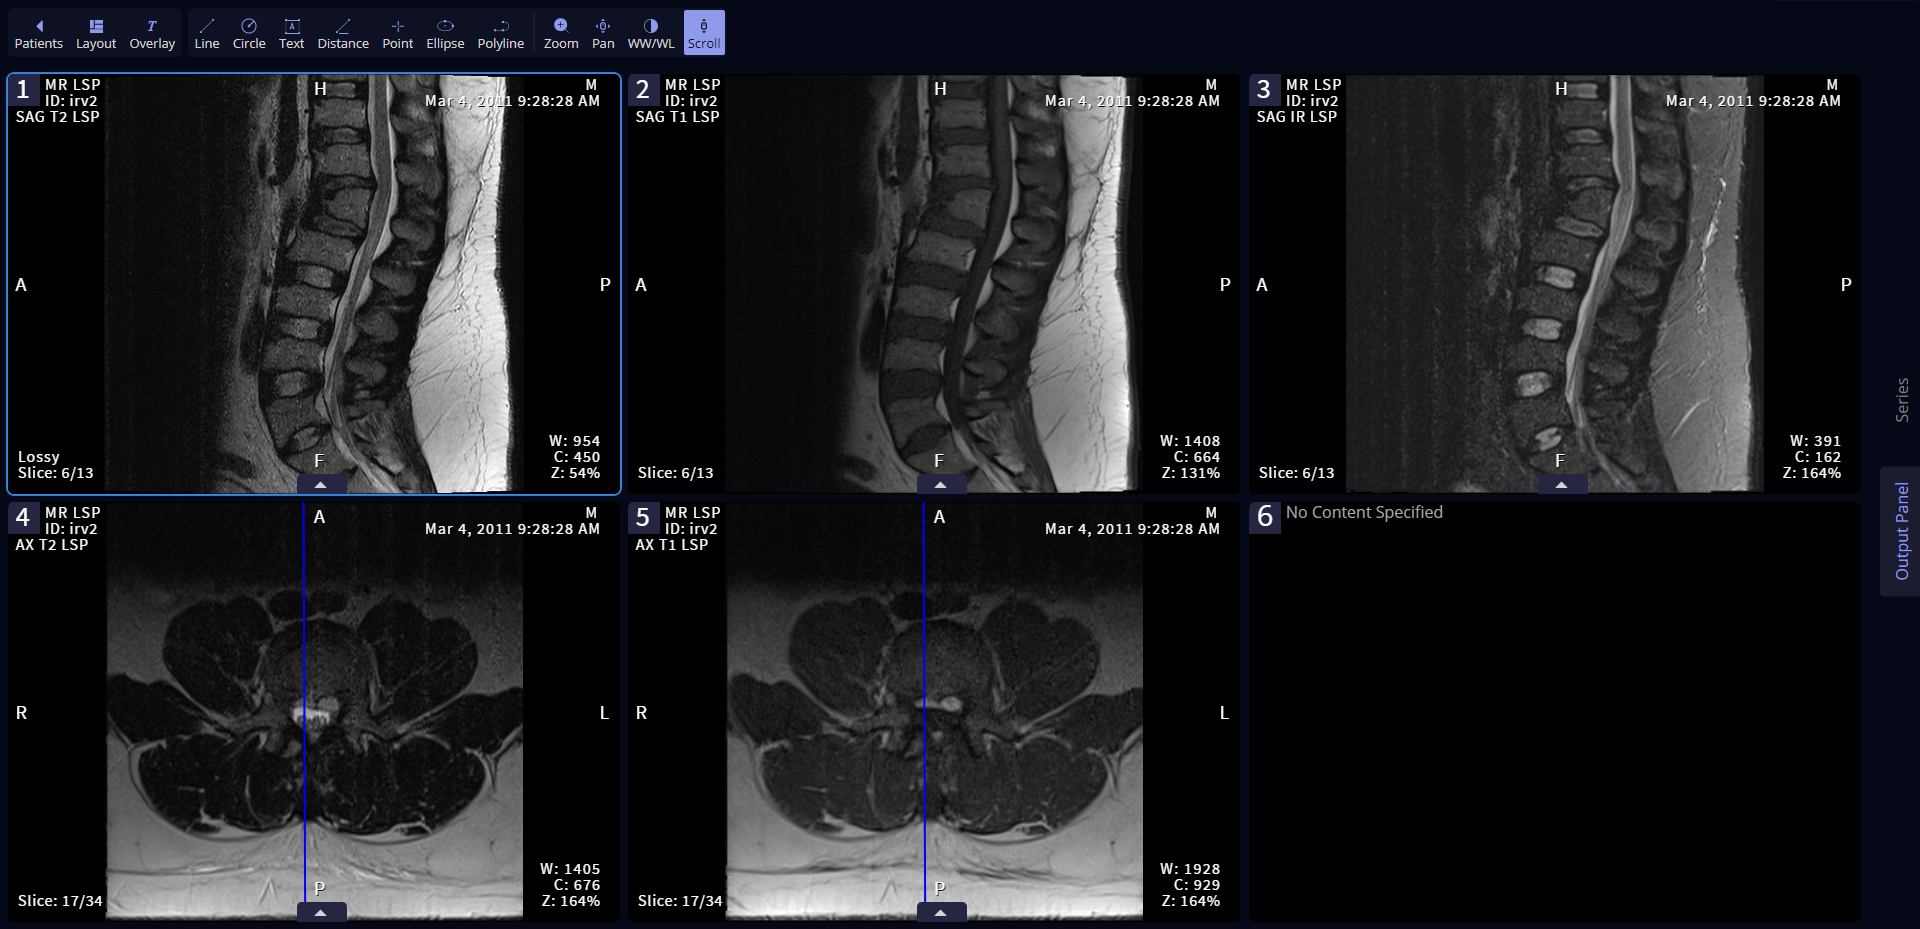 Patients Layout Overlay Line Circle Text Distance Point Ellipse Polyline Zoom Pan WW/WL Scroll
1
MR LSP
ID: irv2
SAG T2 LSP
H
M
Mar 4, 2011 9:28:28 AM
A
P
Lossy
Slice: 6/13
F
W: 954
C: 450
Z: 54%
2
MR LSP
ID: irv2
SAG T1 LSP
H
M
Mar 4, 2011 9:28:28 AM
A
P
Slice: 6/13
F
W: 1408
C: 664
Z: 131%
3
MR LSP
ID: irv2
SAG IR LSP
H
M
Mar 4, 2011 9:28:28 AM
A
P
Slice: 6/13
F
W: 391
C: 162
Z: 164%
4
MR LSP
ID: irv2
AX T2 LSP
A
M
Mar 4, 2011 9:28:28 AM
R
L
Slice: 17/34
P
W: 1405
C: 676
Z: 164%
5
MR LSP
ID: irv2
AX T1 LSP
A
M
Mar 4, 2011 9:28:28 AM
R
L
Slice: 17/34
P
W: 1928
C: 929
Z: 164%
6
No Content Specified
Series
Output Panel